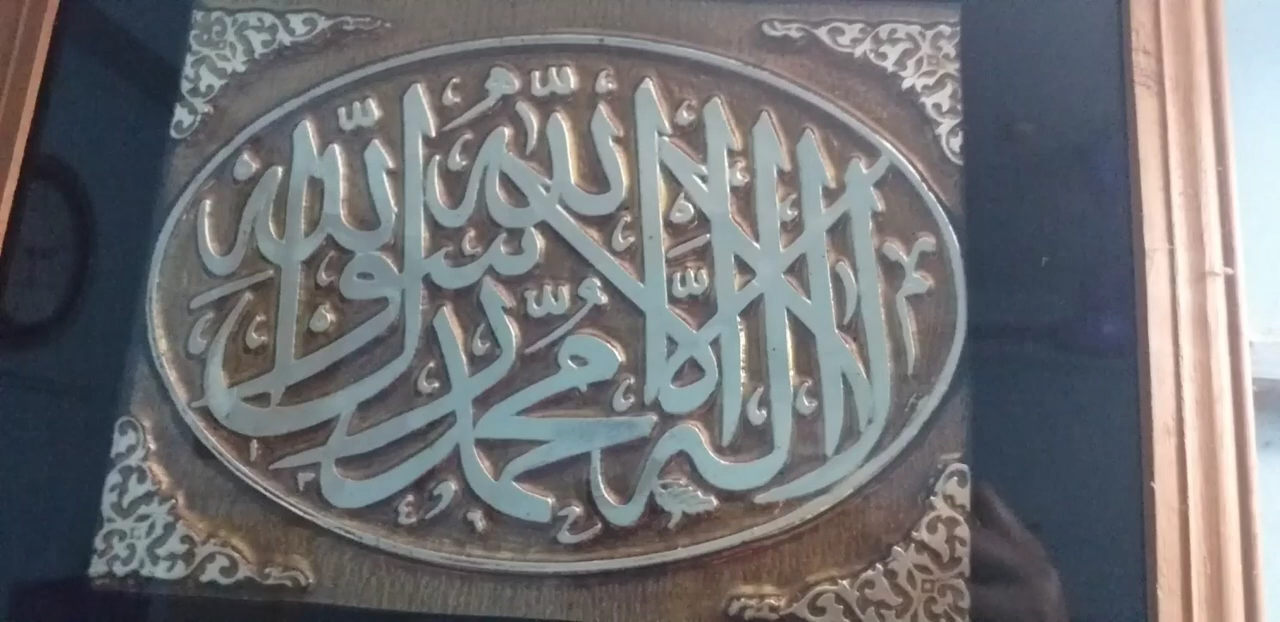 لا إله إلا الله محمد رسول الله